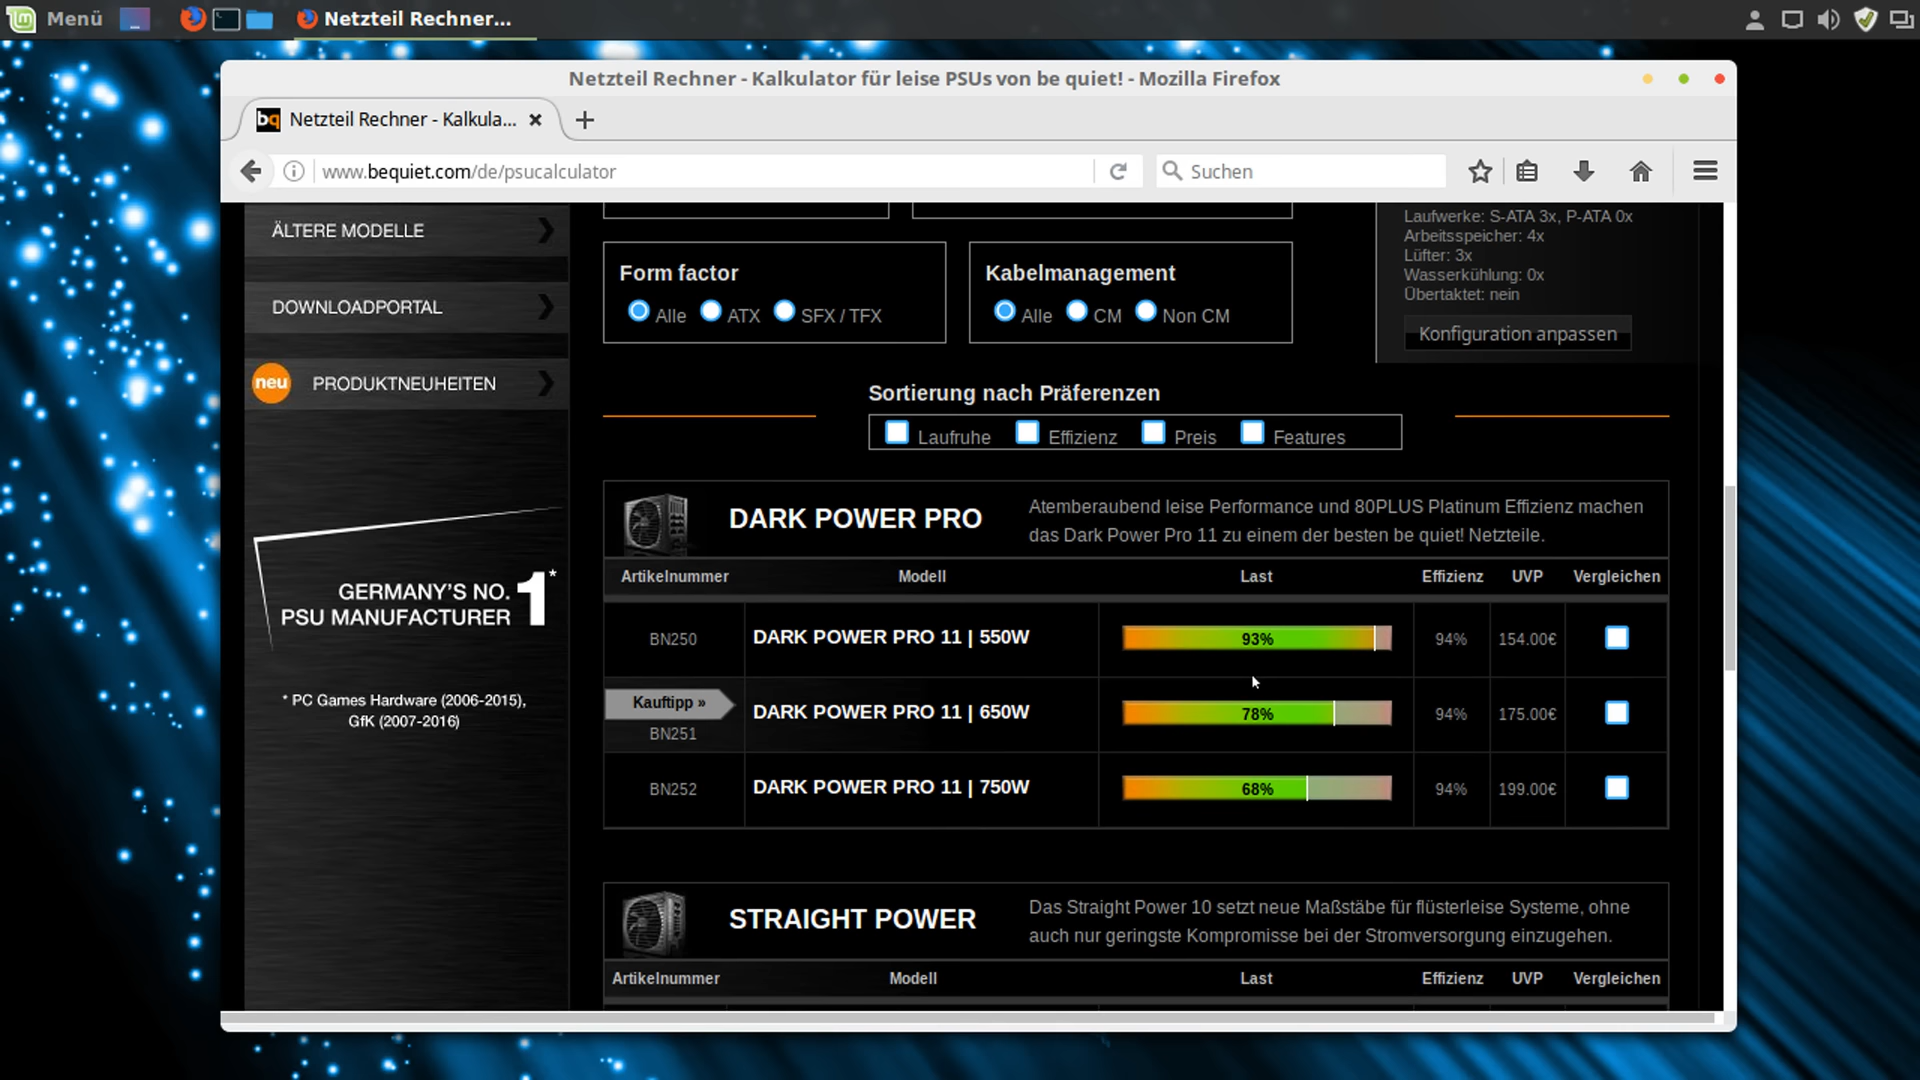 Menü
Netzteil Rechner...
Netzteil Rechner - Kalkulator für leise PSUs von be quiet! - Mozilla Firefox
bq Netzteil Rechner - Kalkula...
www.bequiet.com/de/psucalculator
Suchen
ÄLTERE MODELLE
DOWNLOADPORTAL
neu PRODUKTNEUHEITEN
GERMANY'S NO. 1*
PSU MANUFACTURER
* PC Games Hardware (2006-2015),
GfK (2007-2016)
Form factor
Alle ATX SFX / TFX
Kabelmanagement
Alle CM Non CM
Laufwerke: S-ATA 3x, P-ATA 0x
Arbeitsspeicher: 4x
Lüfter: 3x
Wasserkühlung: 0x
Übertaktet: nein
Konfiguration anpassen
Sortierung nach Präferenzen
Laufruhe Effizienz Preis Features
DARK POWER PRO
Atemberaubend leise Performance und 80PLUS Platinum Effizienz machen
das Dark Power Pro 11 zu einem der besten be quiet! Netzteile.
Artikelnummer Modell Last Effizienz UVP Vergleichen
BN250 DARK POWER PRO 11 | 550W 93% 94% 154.00€
Kauftipp »
BN251 DARK POWER PRO 11 | 650W 78% 94% 175.00€
BN252 DARK POWER PRO 11 | 750W 68% 94% 199.00€
STRAIGHT POWER
Das Straight Power 10 setzt neue Maßstäbe für flüsterleise Systeme, ohne
auch nur geringste Kompromisse bei der Stromversorgung einzugehen.
Artikelnummer Modell Last Effizienz UVP Vergleichen